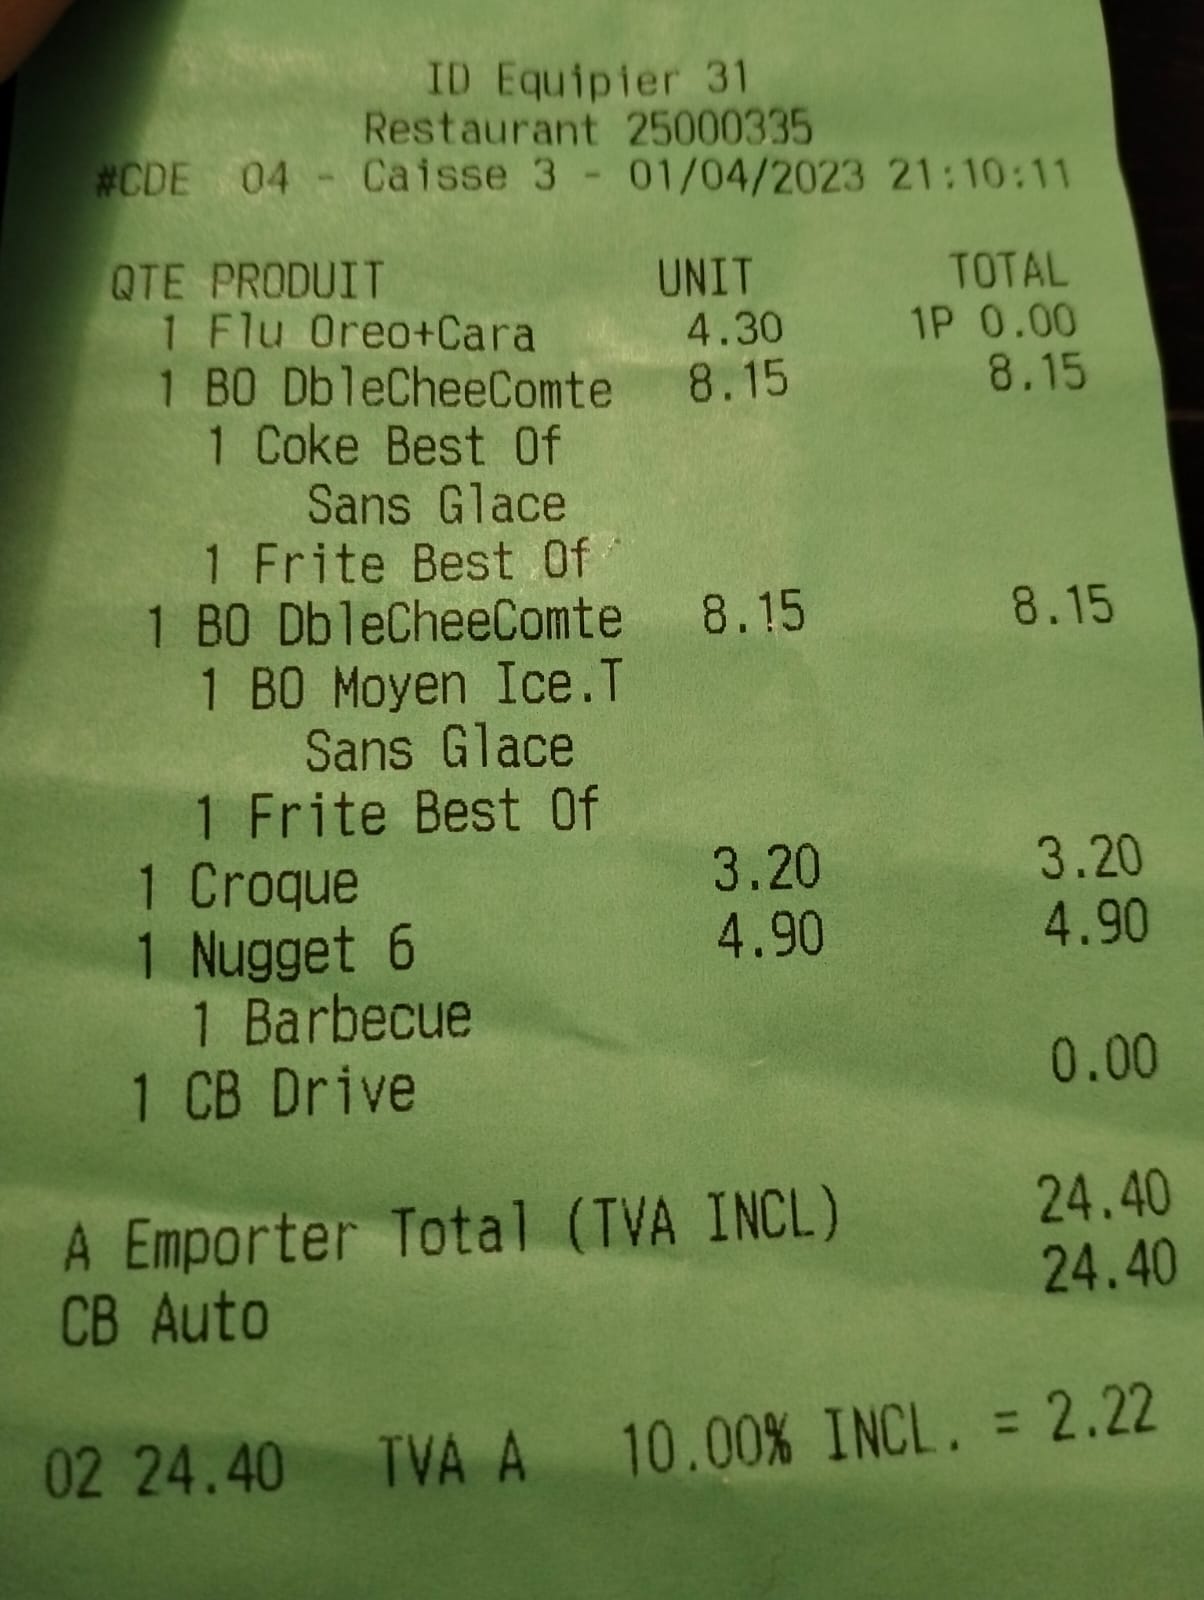 ID Equipier 31
Restaurant 25000335
#CDE 04 - Caisse 3 - 01/04/2023 21:10:11
QTE PRODUIT UNIT TOTAL
1 Flu Oreo+Cara 4.30 1P 0.00
1 BO DbleCheeComte 8.15 8.15
1 Coke Best Of
Sans Glace
1 Frite Best Of
1 BO DbleCheeComte 8.15 8.15
1 BO Moyen Ice.T
Sans Glace
1 Frite Best Of
1 Croque 3.20 3.20
1 Nugget 6 4.90 4.90
1 Barbecue
1 CB Drive 0.00
A Emporter Total (TVA INCL) 24.40
CB Auto 24.40
02 24.40 TVA A 10.00% INCL. = 2.22